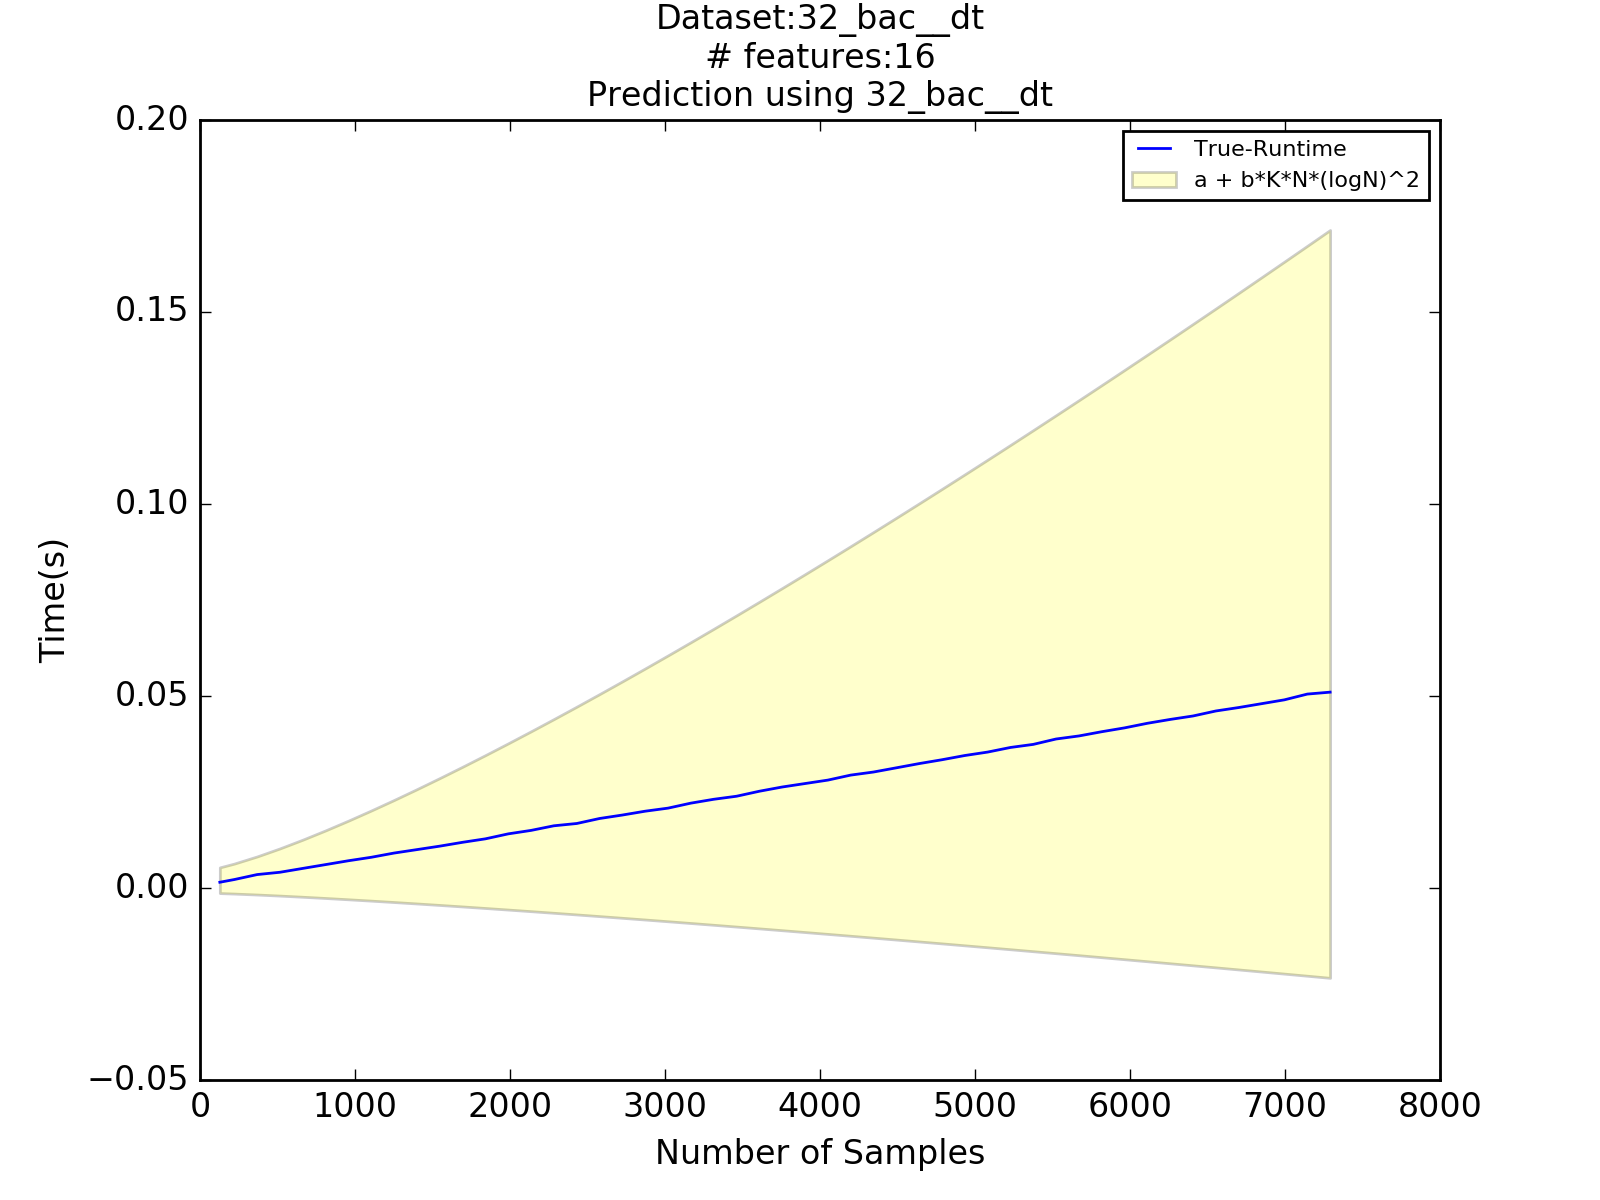 Dataset:32_bac__dt
# features:16
Prediction using 32_bac__dt
0.20
0.15
0.10
0.05
0.00
−0.05
Time(s)
True-Runtime
a + b*K*N*(logN)^2
0 1000 2000 3000 4000 5000 6000 7000 8000
Number of Samples